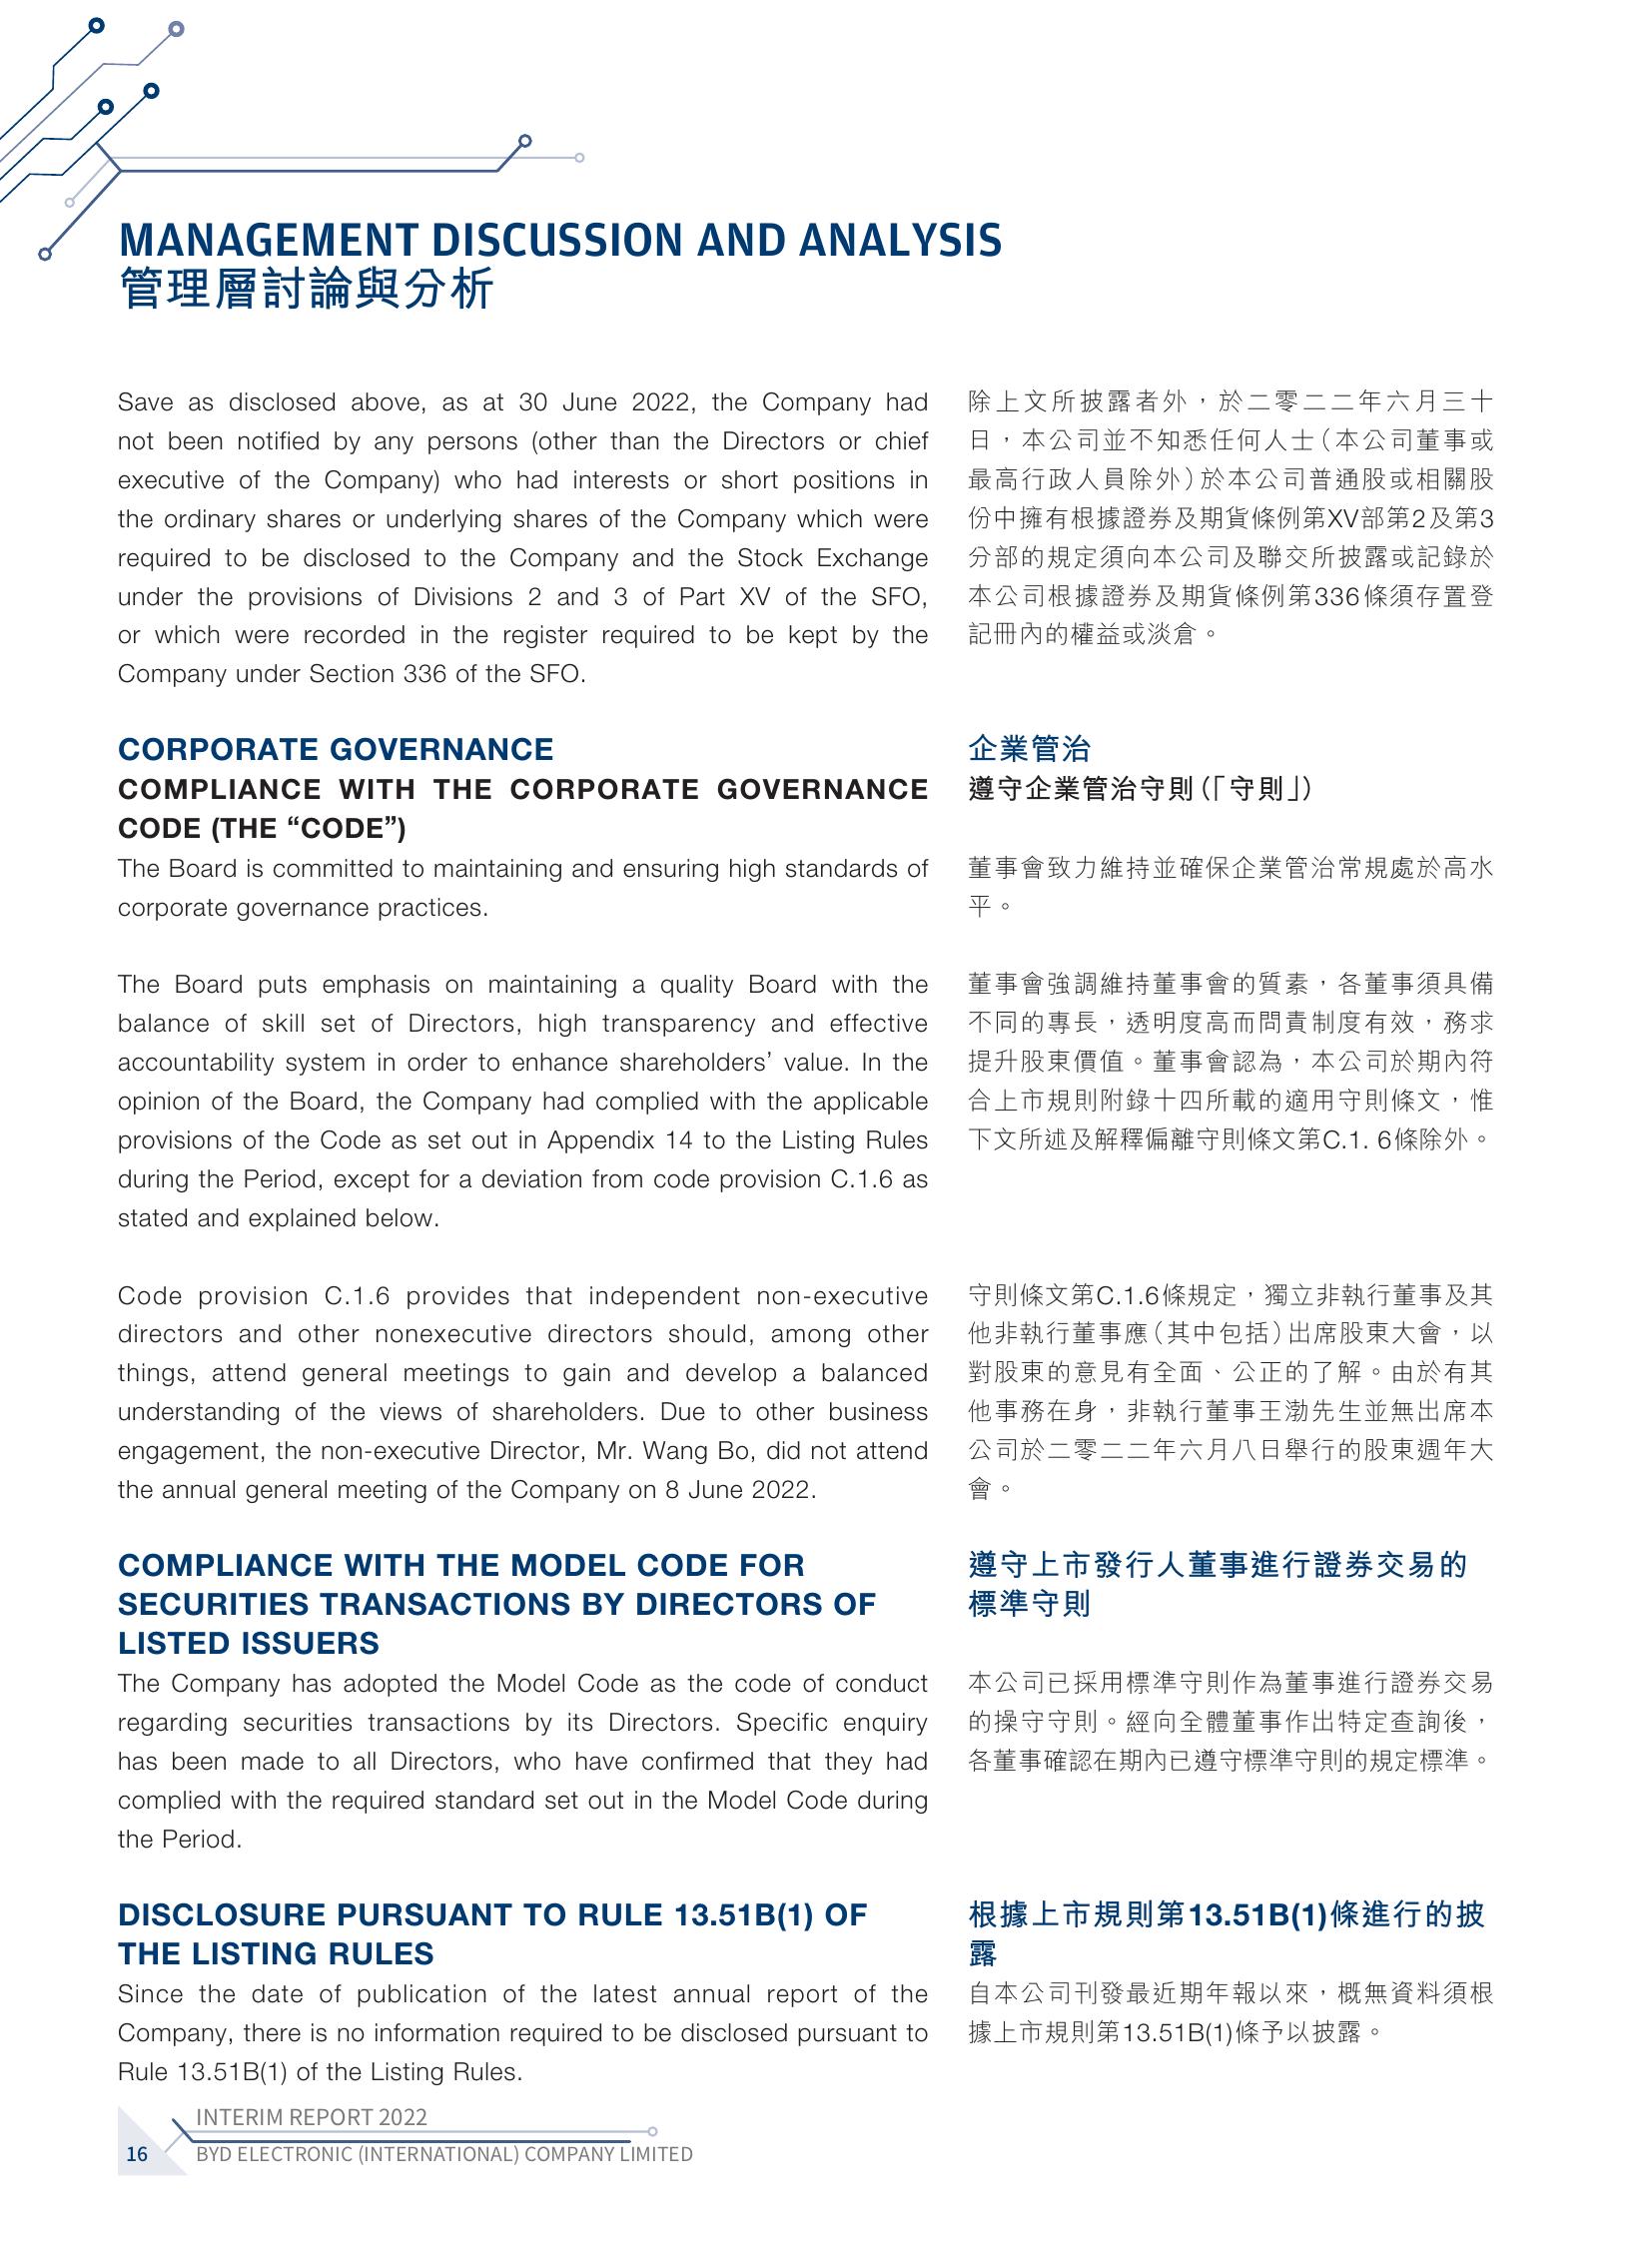 MANAGEMENT DISCUSSION AND ANALYSIS
管理層討論與分析
Save as disclosed above, as at 30 June 2022, the Company had
not been notified by any persons (other than the Directors or chief
executive of the Company) who had interests or short positions in
the ordinary shares or underlying shares of the Company which were
required to be disclosed to the Company and the Stock Exchange
under the provisions of Divisions 2 and 3 of Part XV of the SFO,
or which were recorded in the register required to be kept by the
Company under Section 336 of the SFO.
除上文所披露者外，於二零二二年六月三十
日，本公司並不知悉任何人士（本公司董事或
最高行政人員除外）於本公司普通股或相關股
份中擁有根據證券及期貨條例第XV部第2及第3
分部的規定須向本公司及聯交所披露或記錄於
本公司根據證券及期貨條例第336條須存置登
記冊內的權益或淡倉。
CORPORATE GOVERNANCE
COMPLIANCE WITH THE CORPORATE GOVERNANCE
CODE (THE “CODE”)
The Board is committed to maintaining and ensuring high standards of
corporate governance practices.
企業管治
遵守企業管治守則（「守則」）
董事會致力維持並確保企業管治常規處於高水
平。
The Board puts emphasis on maintaining a quality Board with the
balance of skill set of Directors, high transparency and effective
accountability system in order to enhance shareholders’ value. In the
opinion of the Board, the Company had complied with the applicable
provisions of the Code as set out in Appendix 14 to the Listing Rules
during the Period, except for a deviation from code provision C.1.6 as
stated and explained below.
董事會強調維持董事會的質素，各董事須具備
不同的專長，透明度高而問責制度有效，務求
提升股東價值。董事會認為，本公司於期內符
合上市規則附錄十四所載的適用守則條文，惟
下文所述及解釋偏離守則條文第C.1. 6條除外。
Code provision C.1.6 provides that independent non-executive
directors and other nonexecutive directors should, among other
things, attend general meetings to gain and develop a balanced
understanding of the views of shareholders. Due to other business
engagement, the non-executive Director, Mr. Wang Bo, did not attend
the annual general meeting of the Company on 8 June 2022.
守則條文第C.1.6條規定，獨立非執行董事及其
他非執行董事應（其中包括）出席股東大會，以
對股東的意見有全面、公正的了解。由於有其
他事務在身，非執行董事王渤先生並無出席本
公司於二零二二年六月八日舉行的股東週年大
會。
COMPLIANCE WITH THE MODEL CODE FOR
SECURITIES TRANSACTIONS BY DIRECTORS OF
LISTED ISSUERS
The Company has adopted the Model Code as the code of conduct
regarding securities transactions by its Directors. Specific enquiry
has been made to all Directors, who have confirmed that they had
complied with the required standard set out in the Model Code during
the Period.
遵守上市發行人董事進行證券交易的
標準守則
本公司已採用標準守則作為董事進行證券交易
的操守守則。經向全體董事作出特定查詢後，
各董事確認在期內已遵守標準守則的規定標準。
DISCLOSURE PURSUANT TO RULE 13.51B(1) OF
THE LISTING RULES
Since the date of publication of the latest annual report of the
Company, there is no information required to be disclosed pursuant to
Rule 13.51B(1) of the Listing Rules.
根據上市規則第13.51B(1)條進行的披
露
自本公司刊發最近期年報以來，概無資料須根
據上市規則第13.51B(1)條予以披露。
INTERIM REPORT 2022
16
BYD ELECTRONIC (INTERNATIONAL) COMPANY LIMITED